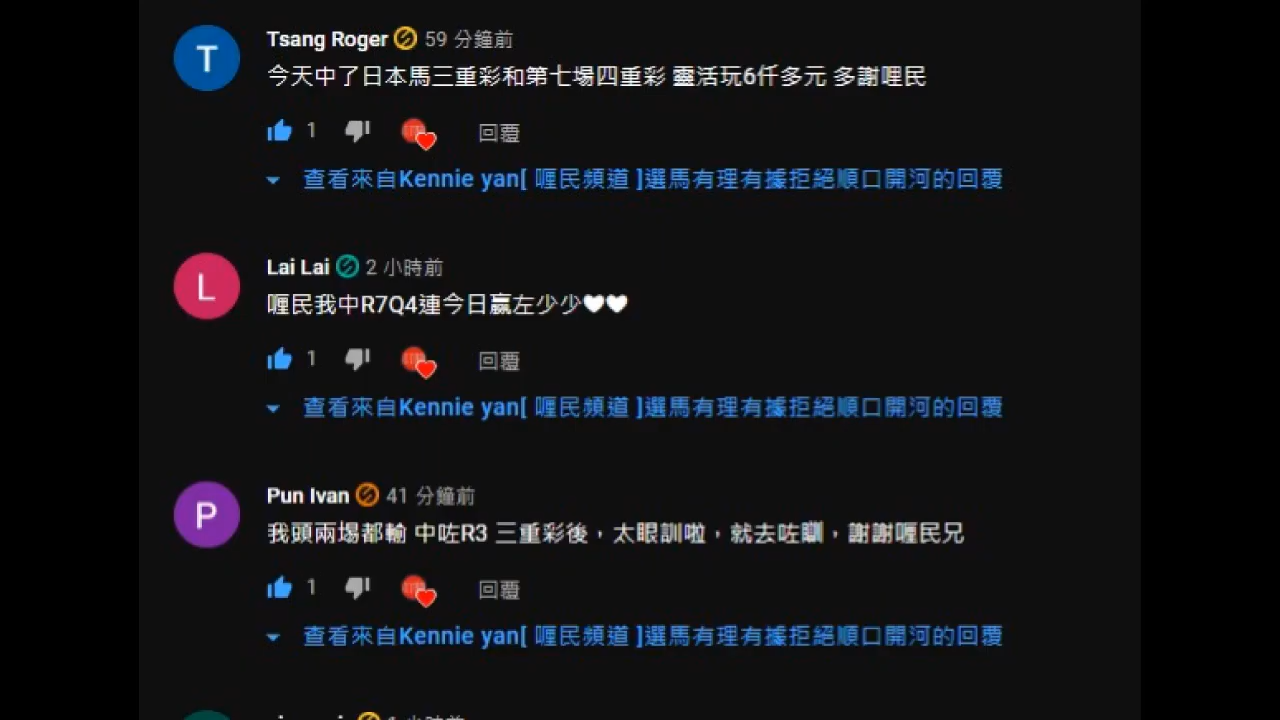 T
Tsang Roger 59 分鐘前
今天中了日本馬三重彩和第七場四重彩 靈活玩6仟多元 多謝哩民
1 回覆
查看來自Kennie yan[ 喱民頻道 ]選馬有理有據拒絕順口開河的回覆
L
Lai Lai 2 小時前
喱民我中R7Q4連今日贏左少少🤍🤍
1 回覆
查看來自Kennie yan[ 喱民頻道 ]選馬有理有據拒絕順口開河的回覆
P
Pun Ivan 41 分鐘前
我頭兩場都輸 中咗R3 三重彩後，太眼訓啦，就去咗瞓，謝謝喱民兄
1 回覆
查看來自Kennie yan[ 喱民頻道 ]選馬有理有據拒絕順口開河的回覆
小時前